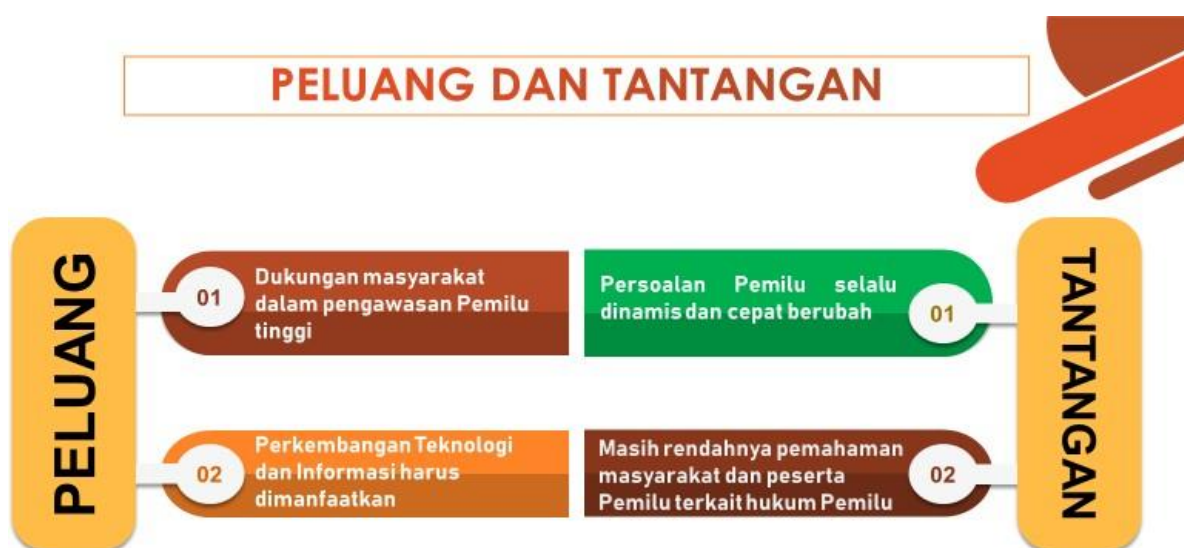 PELUANG DAN TANTANGAN
PELUANG
01
Dukungan masyarakat
dalam pengawasan Pemilu
tinggi
02
Perkembangan Teknologi
dan Informasi harus
dimanfaatkan
TANTANGAN
Persoalan Pemilu selalu
dinamis dan cepat berubah
01
Masih rendahnya pemahaman
masyarakat dan peserta
Pemilu terkait hukum Pemilu
02